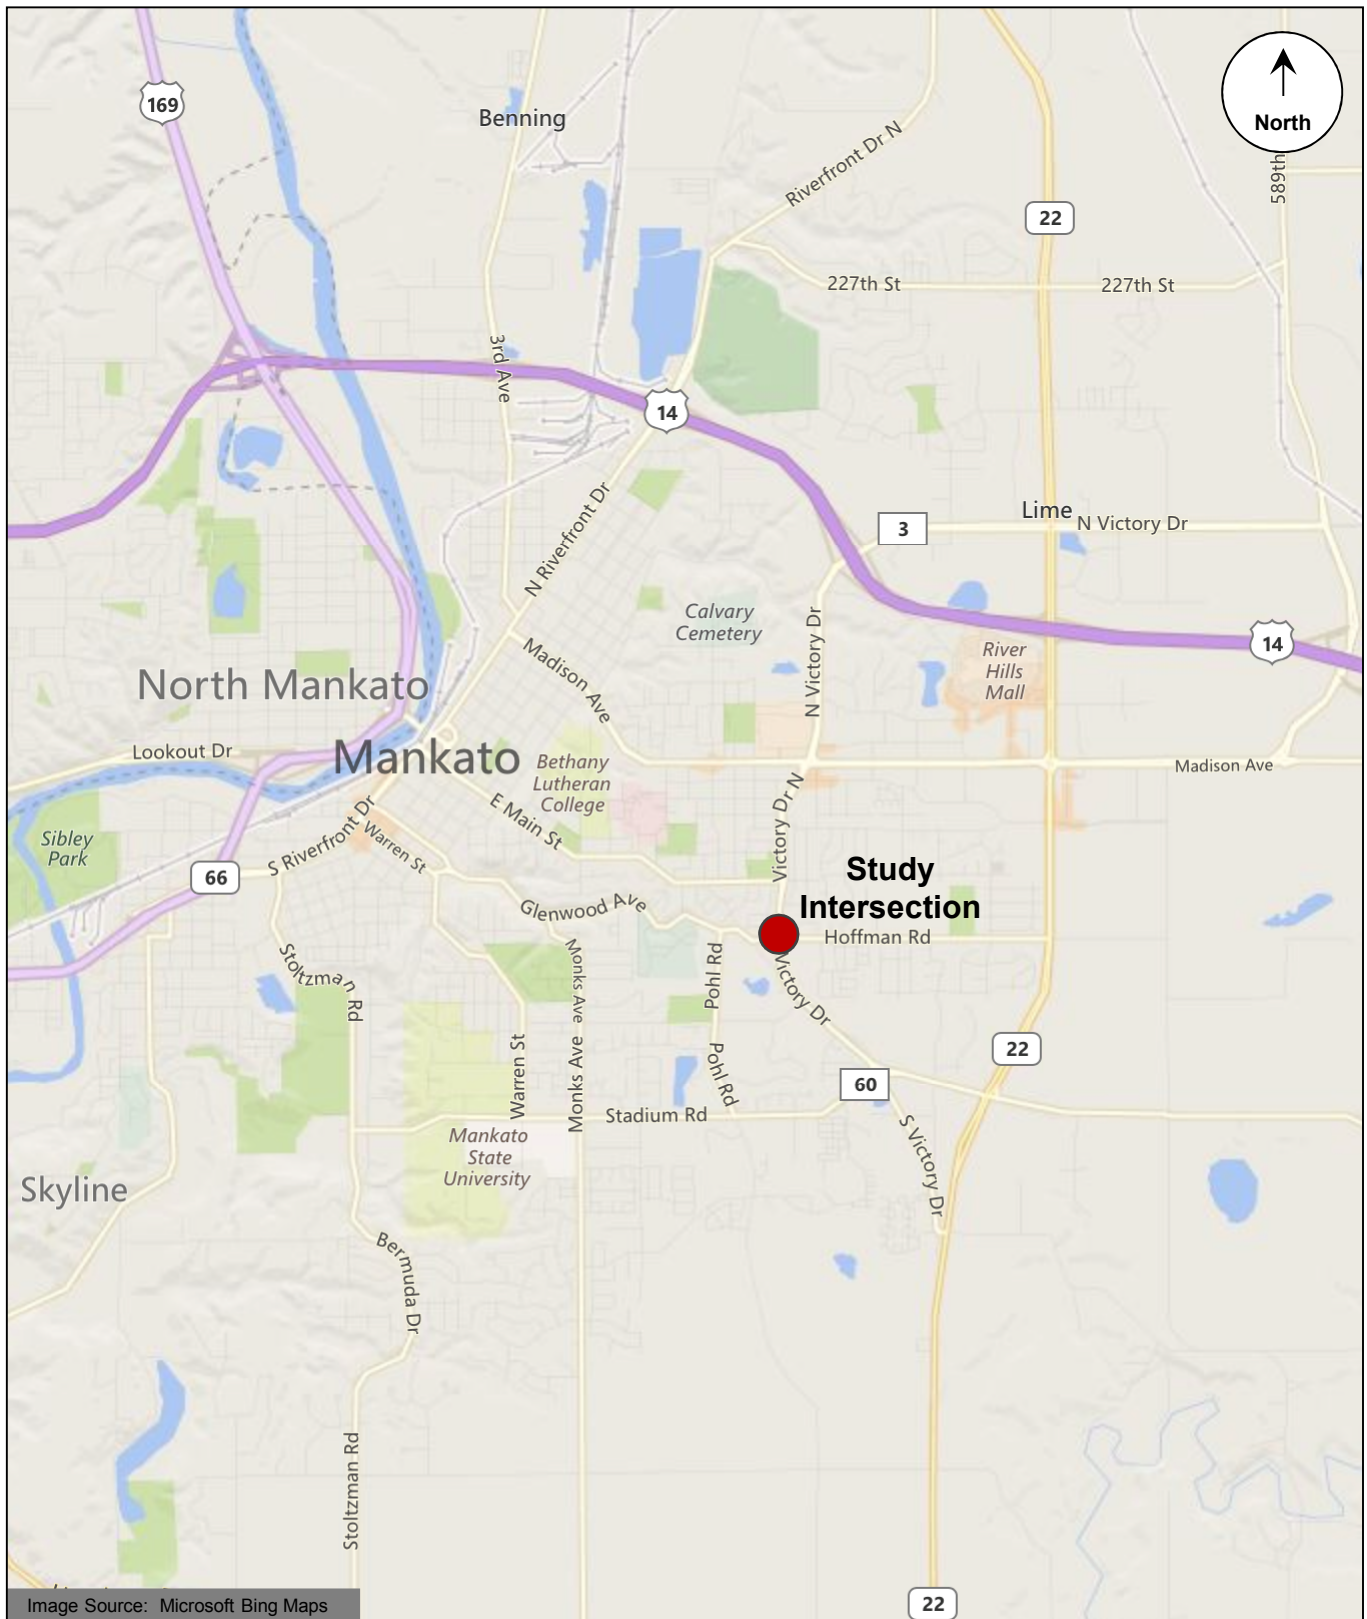 169
Benning
North
589th
Riverfront Dr N
22
227th St
227th St
3rd Ave
14
N Riverfront Dr
3
Lime
N Victory Dr
Calvary
Cemetery
N Victory Dr
14
River
Hills
Mall
Madison Ave
North Mankato
Lookout Dr
Mankato
Bethany
Lutheran
College
Madison Ave
E Main St
Victory Dr N
Sibley
Park
S Riverfront Dr
Warren St
66
Study
Intersection
Glenwood Ave
Hoffman Rd
Stoltzman Rd
Monks Ave
Pohl Rd
Victory Dr
22
Warren St
Monks Ave
Pohl Rd
60
Stadium Rd
Mankato
State
University
S Victory Dr
Skyline
Bermuda Dr
Stoltzman Rd
Image Source: Microsoft Bing Maps
22